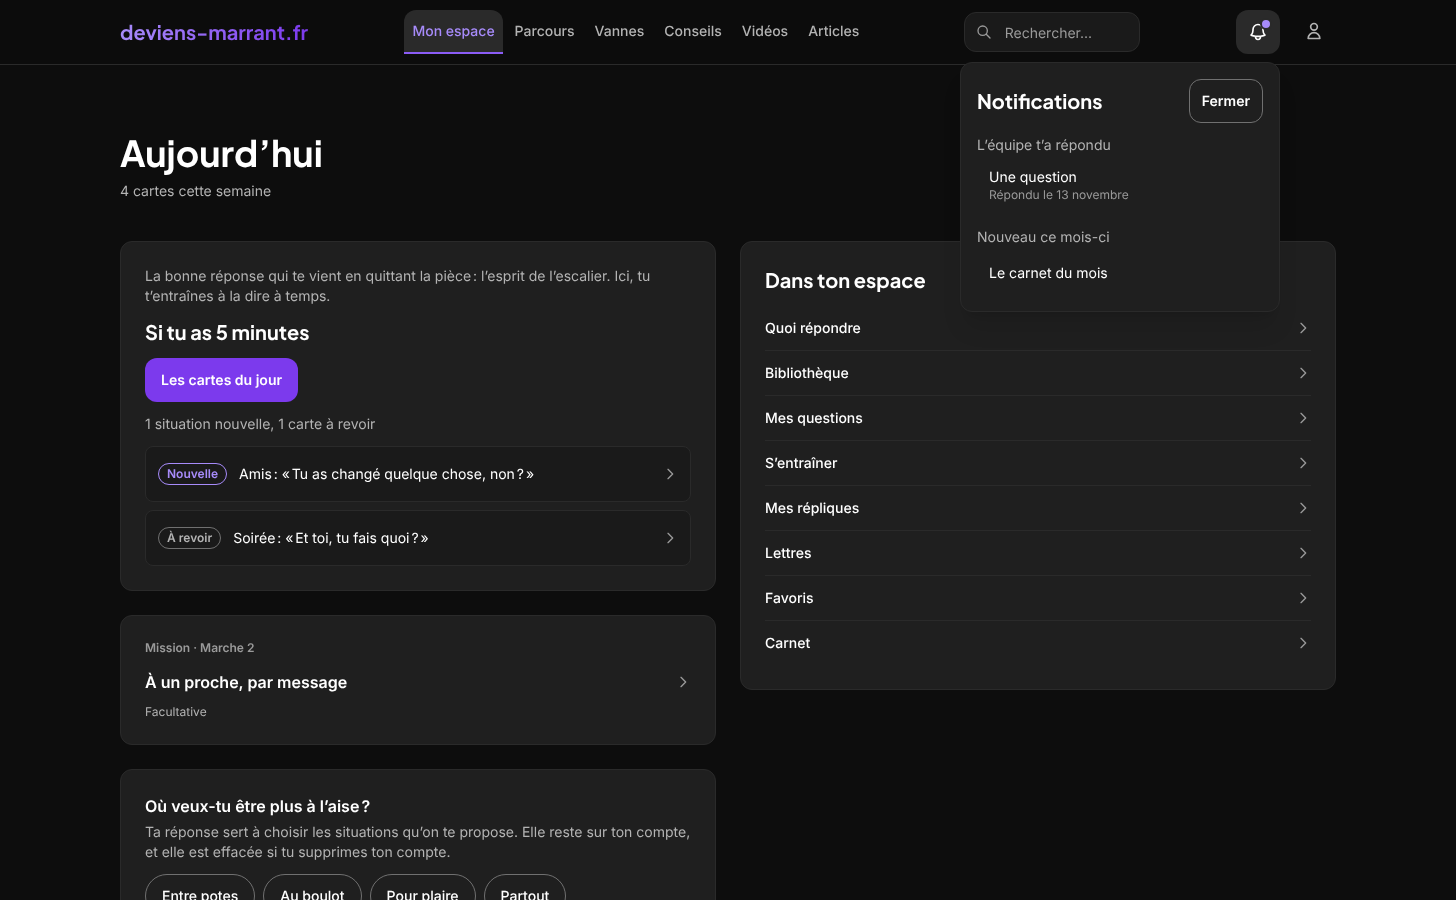 deviens-marrant.fr
Mon espace
Parcours
Vannes
Conseils
Vidéos
Articles
Rechercher...
Notifications
Fermer
L’équipe t’a répondu
Une question
Répondu le 13 novembre
Nouveau ce mois-ci
Le carnet du mois
Aujourd’hui
4 cartes cette semaine
La bonne réponse qui te vient en quittant la pièce : l’esprit de l’escalier. Ici, tu
t’entraînes à la dire à temps.
Si tu as 5 minutes
Les cartes du jour
1 situation nouvelle, 1 carte à revoir
Nouvelle
Amis : « Tu as changé quelque chose, non ? »
À revoir
Soirée : « Et toi, tu fais quoi ? »
Mission · Marche 2
À un proche, par message
Facultative
Où veux-tu être plus à l’aise ?
Ta réponse sert à choisir les situations qu’on te propose. Elle reste sur ton compte,
et elle est effacée si tu supprimes ton compte.
Entre potes
Au boulot
Pour plaire
Partout
Dans ton espace
Quoi répondre
Bibliothèque
Mes questions
S’entraîner
Mes répliques
Lettres
Favoris
Carnet